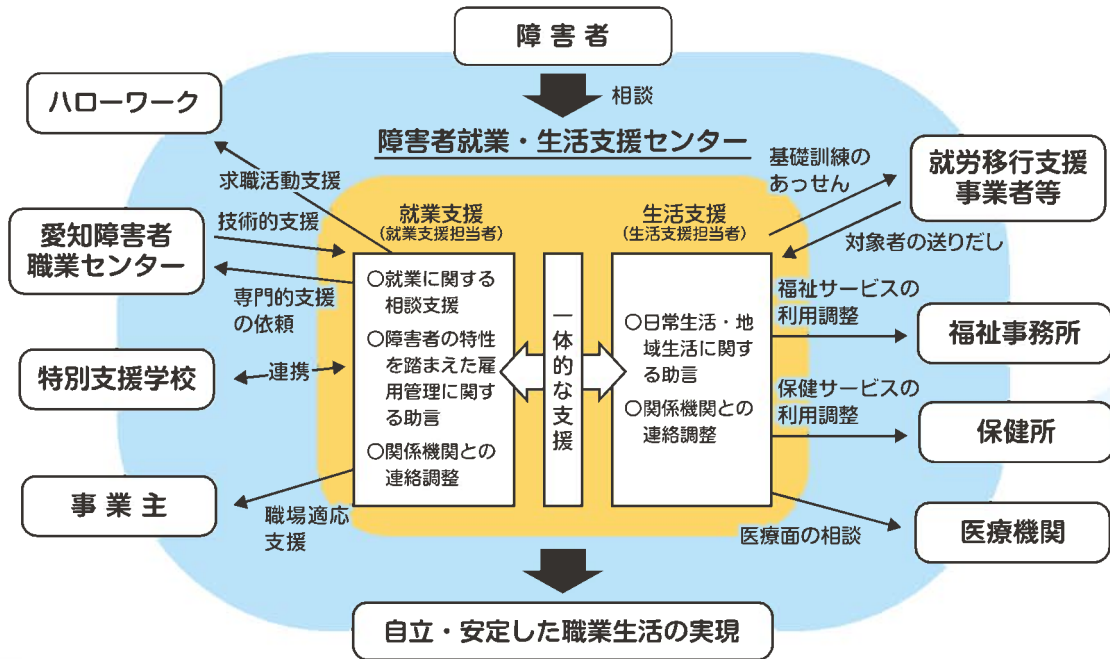 障害者
相談
障害者就業・生活支援センター
ハローワーク
求職活動支援
愛知障害者
職業センター
技術的支援
専門的支援
の依頼
特別支援学校
連携
事業主
職場適応
支援
就業支援
（就業支援担当者）
○就業に関する
相談支援
○障害者の特性
を踏まえた雇
用管理に関す
る助言
○関係機関との
連絡調整
一体的な支援
生活支援
（生活支援担当者）
○日常生活・地
域生活に関す
る助言
○関係機関との
連絡調整
基礎訓練の
あっせん
就労移行支援
事業者等
対象者の送りだし
福祉サービスの
利用調整
福祉事務所
保健サービスの
利用調整
保健所
医療面の相談
医療機関
自立・安定した職業生活の実現